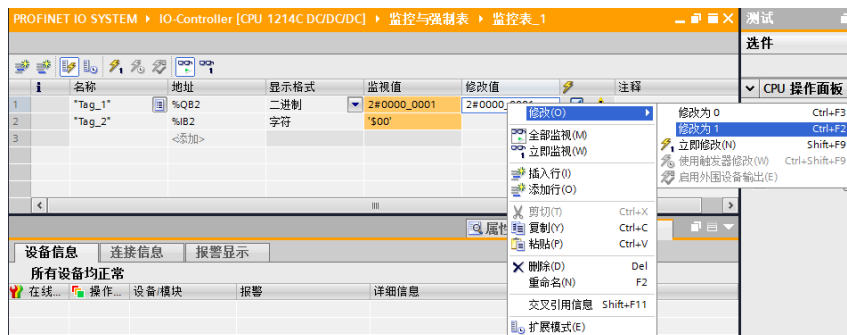 PROFINET IO SYSTEM ▸ IO-Controller [CPU 1214C DC/DC/DC] ▸ 监控与强制表 ▸ 监控表_1
测试
选件
i 名称 地址 显示格式 监视值 修改值 注释
CPU 操作面板
1 "Tag_1" %QB2 二进制 2#0000_0001 2#0000_0001
2 "Tag_2" %IB2 字符 '$00'
3 <添加>
修改(O)
修改为 0 Ctrl+F3
修改为 1 Ctrl+F2
立即修改(N) Shift+F9
使用触发器修改(W) Ctrl+Shift+F9
启用外围设备输出(E)
全部监视(M)
立即监视(W)
插入行(I)
添加行(O)
剪切(T) Ctrl+X
复制(Y) Ctrl+C
粘贴(P) Ctrl+V
删除(D) Del
重命名(N) F2
交叉引用信息 Shift+F11
扩展模式(E)
属性
设备信息 连接信息 报警显示
所有设备均正常
在线... 操作... 设备/模块 报警 详细信息